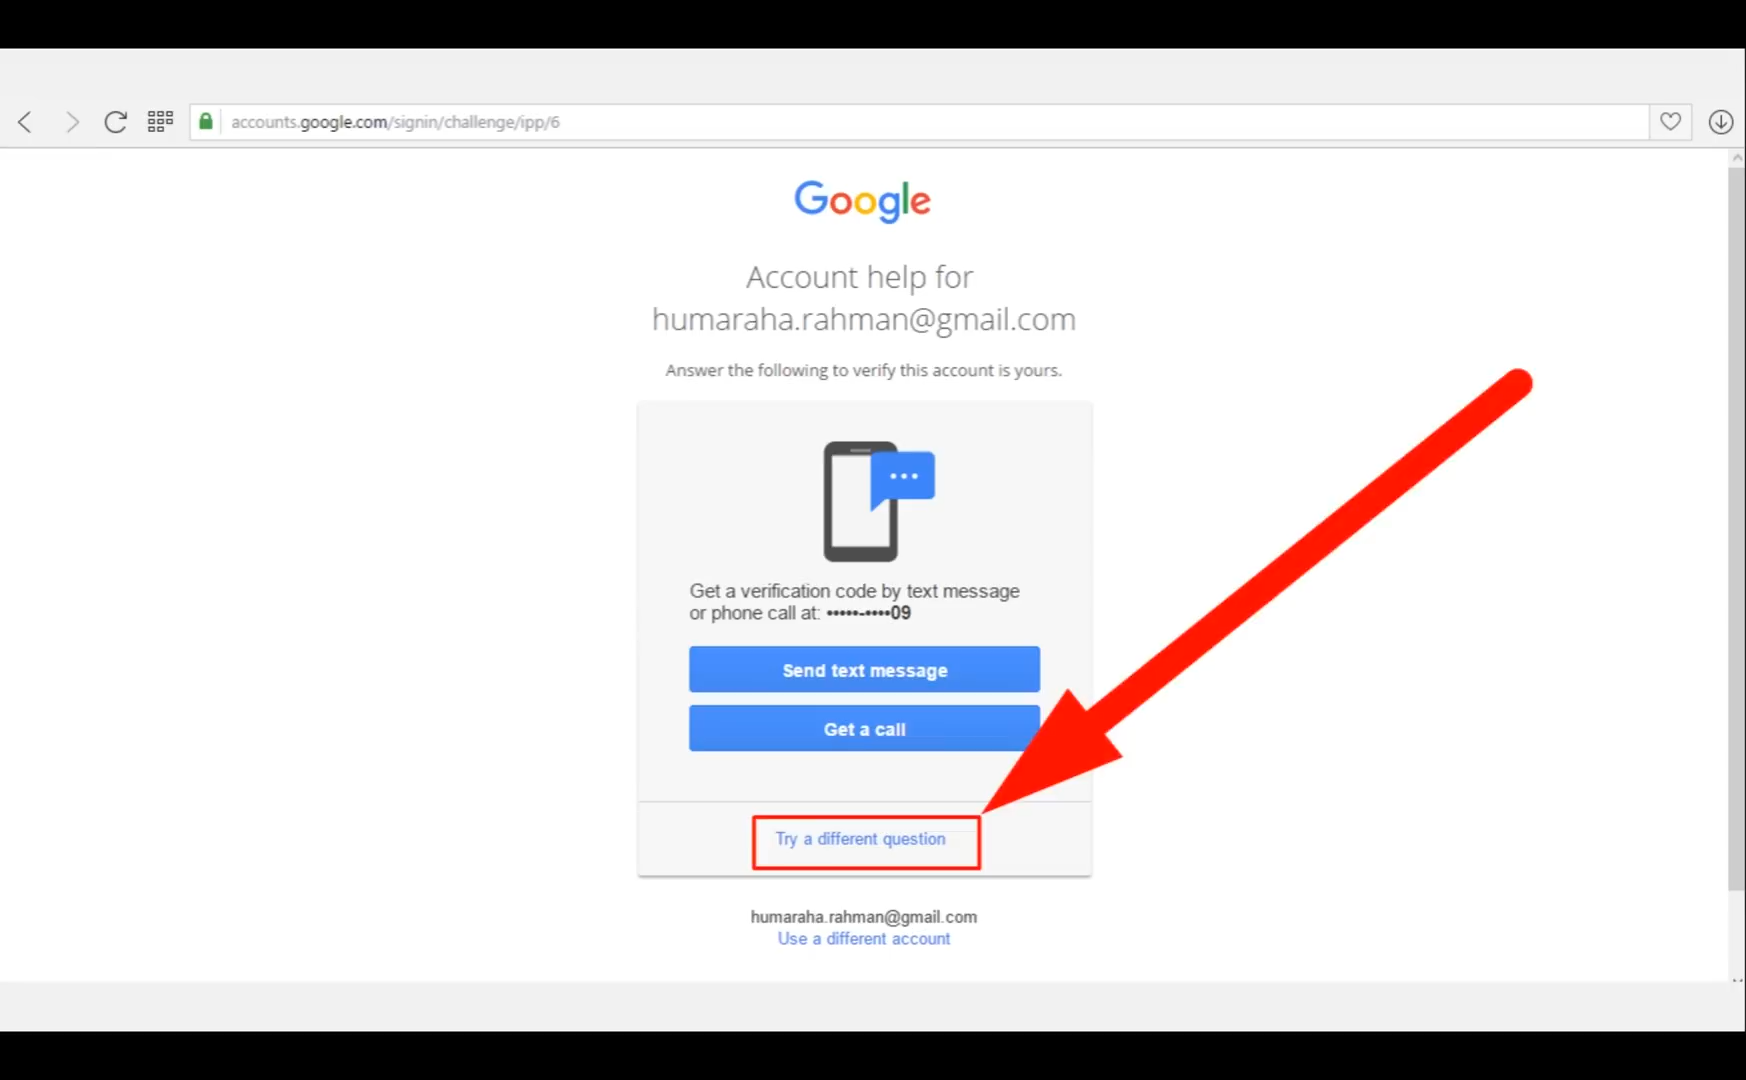 accounts.google.com/signin/challenge/ipp/6
Google
Account help for
humaraha.rahman@gmail.com
Answer the following to verify this account is yours.
Get a verification code by text message
or phone call at: •••••-••••09
Send text message
Get a call
Try a different question
humaraha.rahman@gmail.com
Use a different account